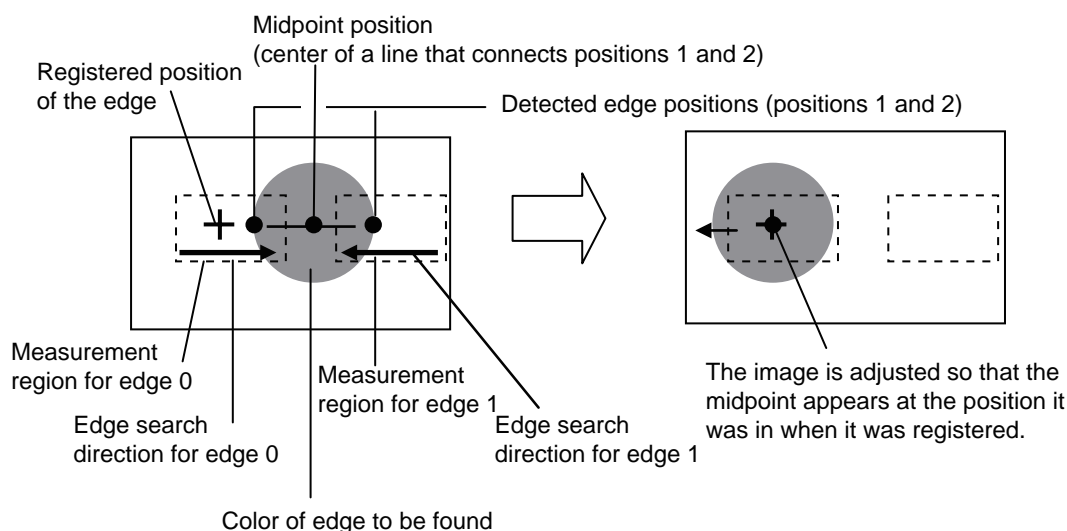 Midpoint position
(center of a line that connects positions 1 and 2)
Registered position
of the edge
Detected edge positions (positions 1 and 2)
Measurement
region for edge 0
Edge search
direction for edge 0
Measurement
region for edge 1
Edge search
direction for edge 1
Color of edge to be found
The image is adjusted so that the
midpoint appears at the position it
was in when it was registered.